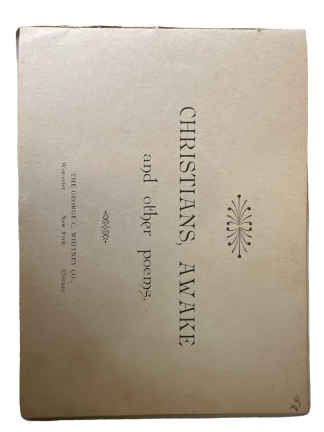 CHRISTIANS, AWAKE
and other poems.
THE GEORGE C. WHITNEY CO.,
Worcester New York Chicago